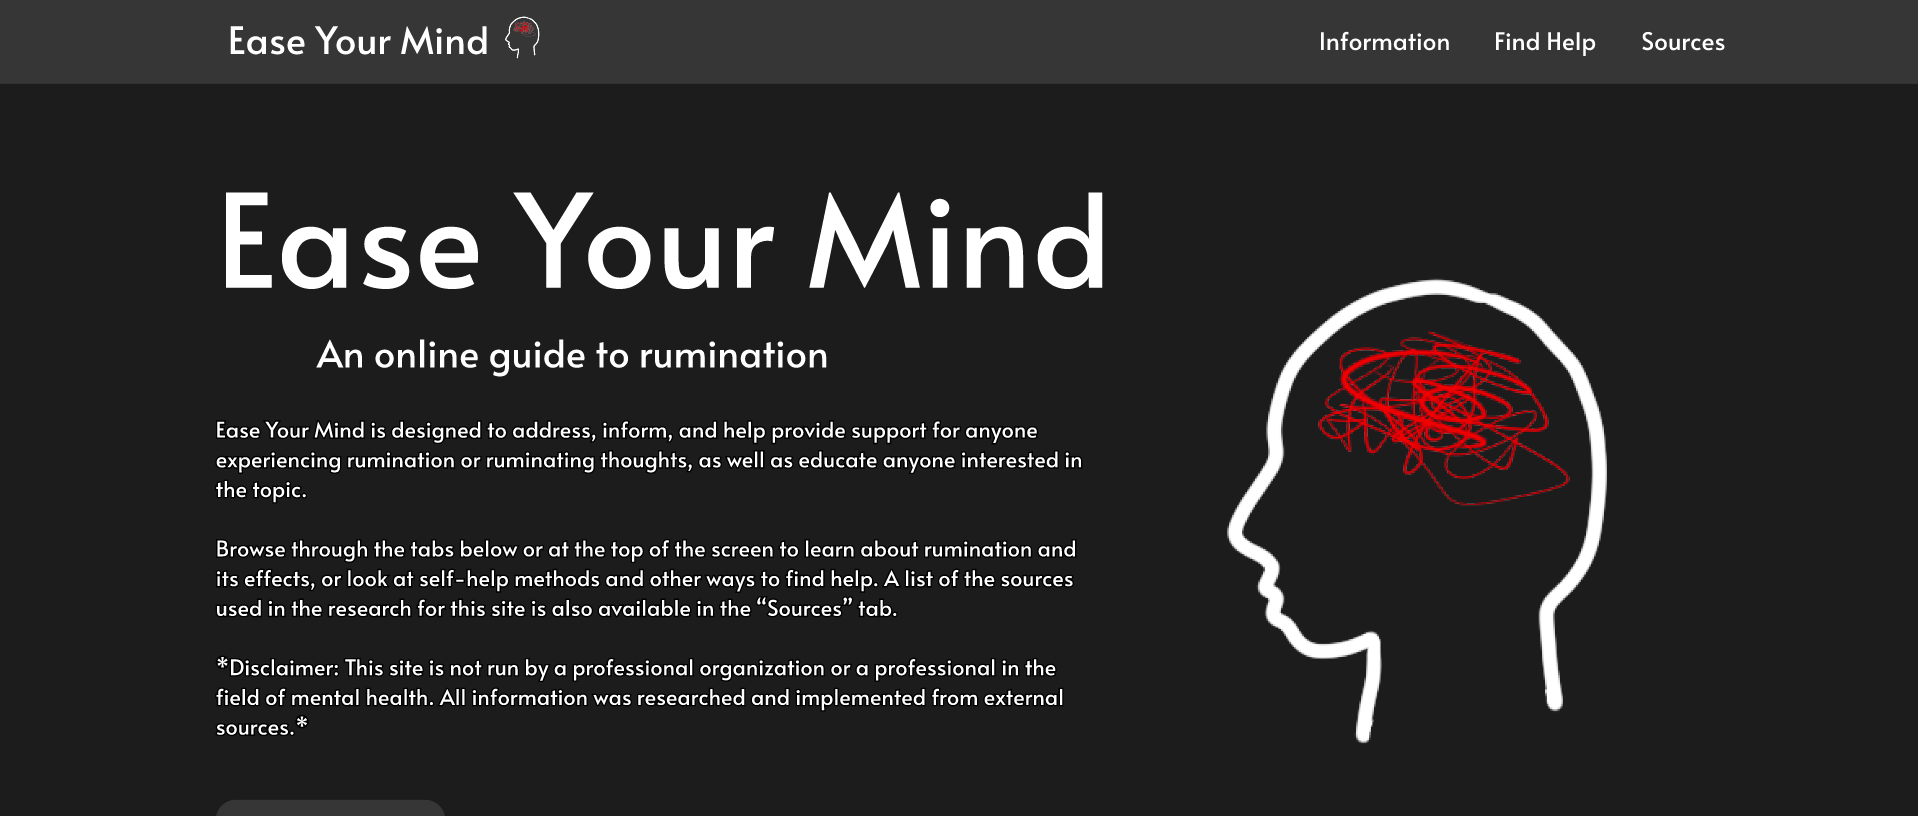 Ease Your Mind
Information
Find Help
Sources
Ease Your Mind
An online guide to rumination
Ease Your Mind is designed to address, inform, and help provide support for anyone
experiencing rumination or ruminating thoughts, as well as educate anyone interested in
the topic.
Browse through the tabs below or at the top of the screen to learn about rumination and
its effects, or look at self-help methods and other ways to find help. A list of the sources
used in the research for this site is also available in the “Sources” tab.
*Disclaimer: This site is not run by a professional organization or a professional in the
field of mental health. All information was researched and implemented from external
sources.*